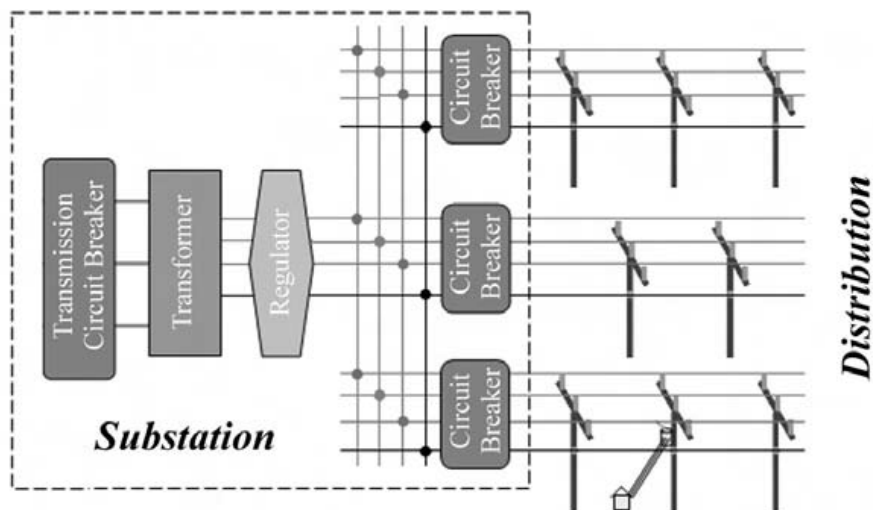 Transmission
Circuit Breaker
Transformer
Regulator
Circuit
Breaker
Circuit
Breaker
Circuit
Breaker
Substation
Distribution